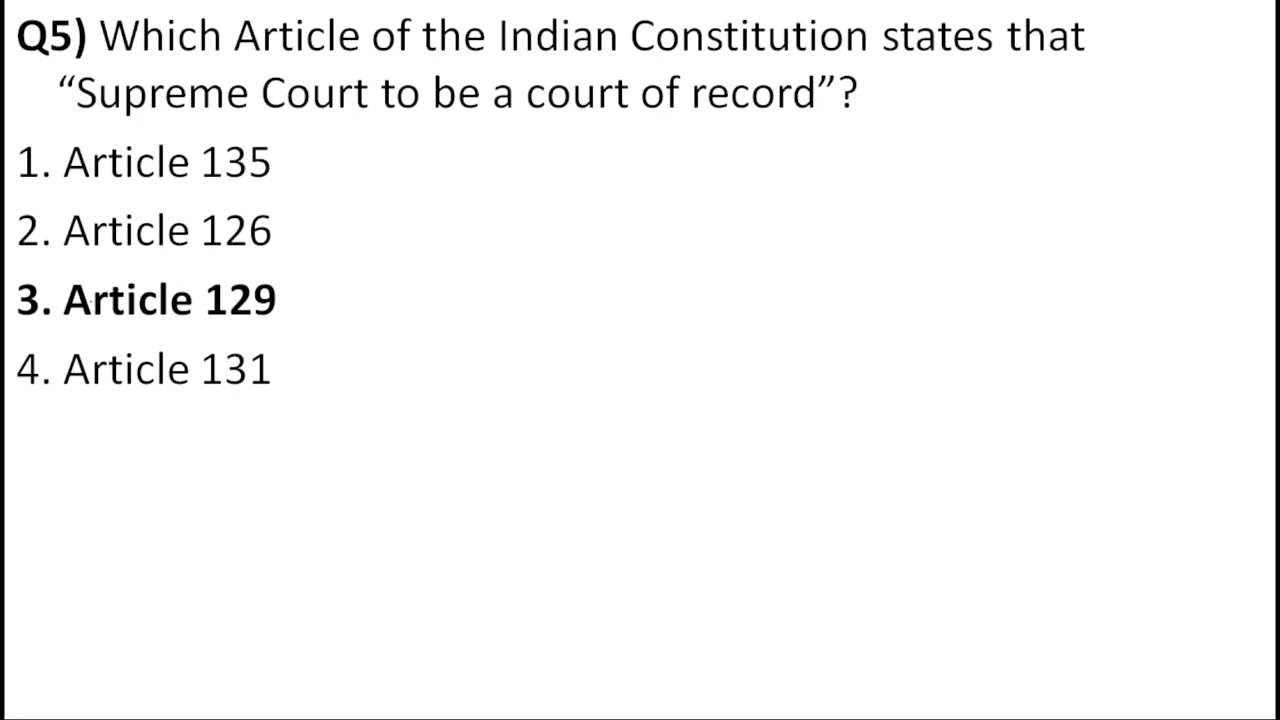 Q5) Which Article of the Indian Constitution states that
“Supreme Court to be a court of record”?
1. Article 135
2. Article 126
3. Article 129
4. Article 131